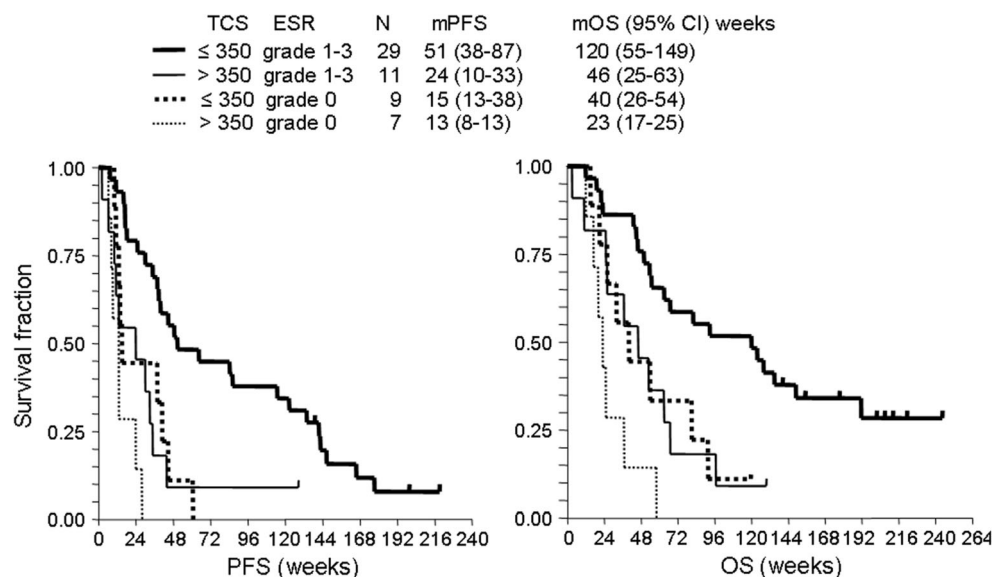 TCS ESR N mPFS mOS (95% CI) weeks
≤ 350 grade 1-3 29 51 (38-87) 120 (55-149)
> 350 grade 1-3 11 24 (10-33) 46 (25-63)
≤ 350 grade 0 9 15 (13-38) 40 (26-54)
> 350 grade 0 7 13 (8-13) 23 (17-25)
Survival fraction
1.00
0.75
0.50
0.25
0.00
0 24 48 72 96 120 144 168 192 216 240
PFS (weeks)
1.00
0.75
0.50
0.25
0.00
0 24 48 72 96 120 144 168 192 216 240 264
OS (weeks)